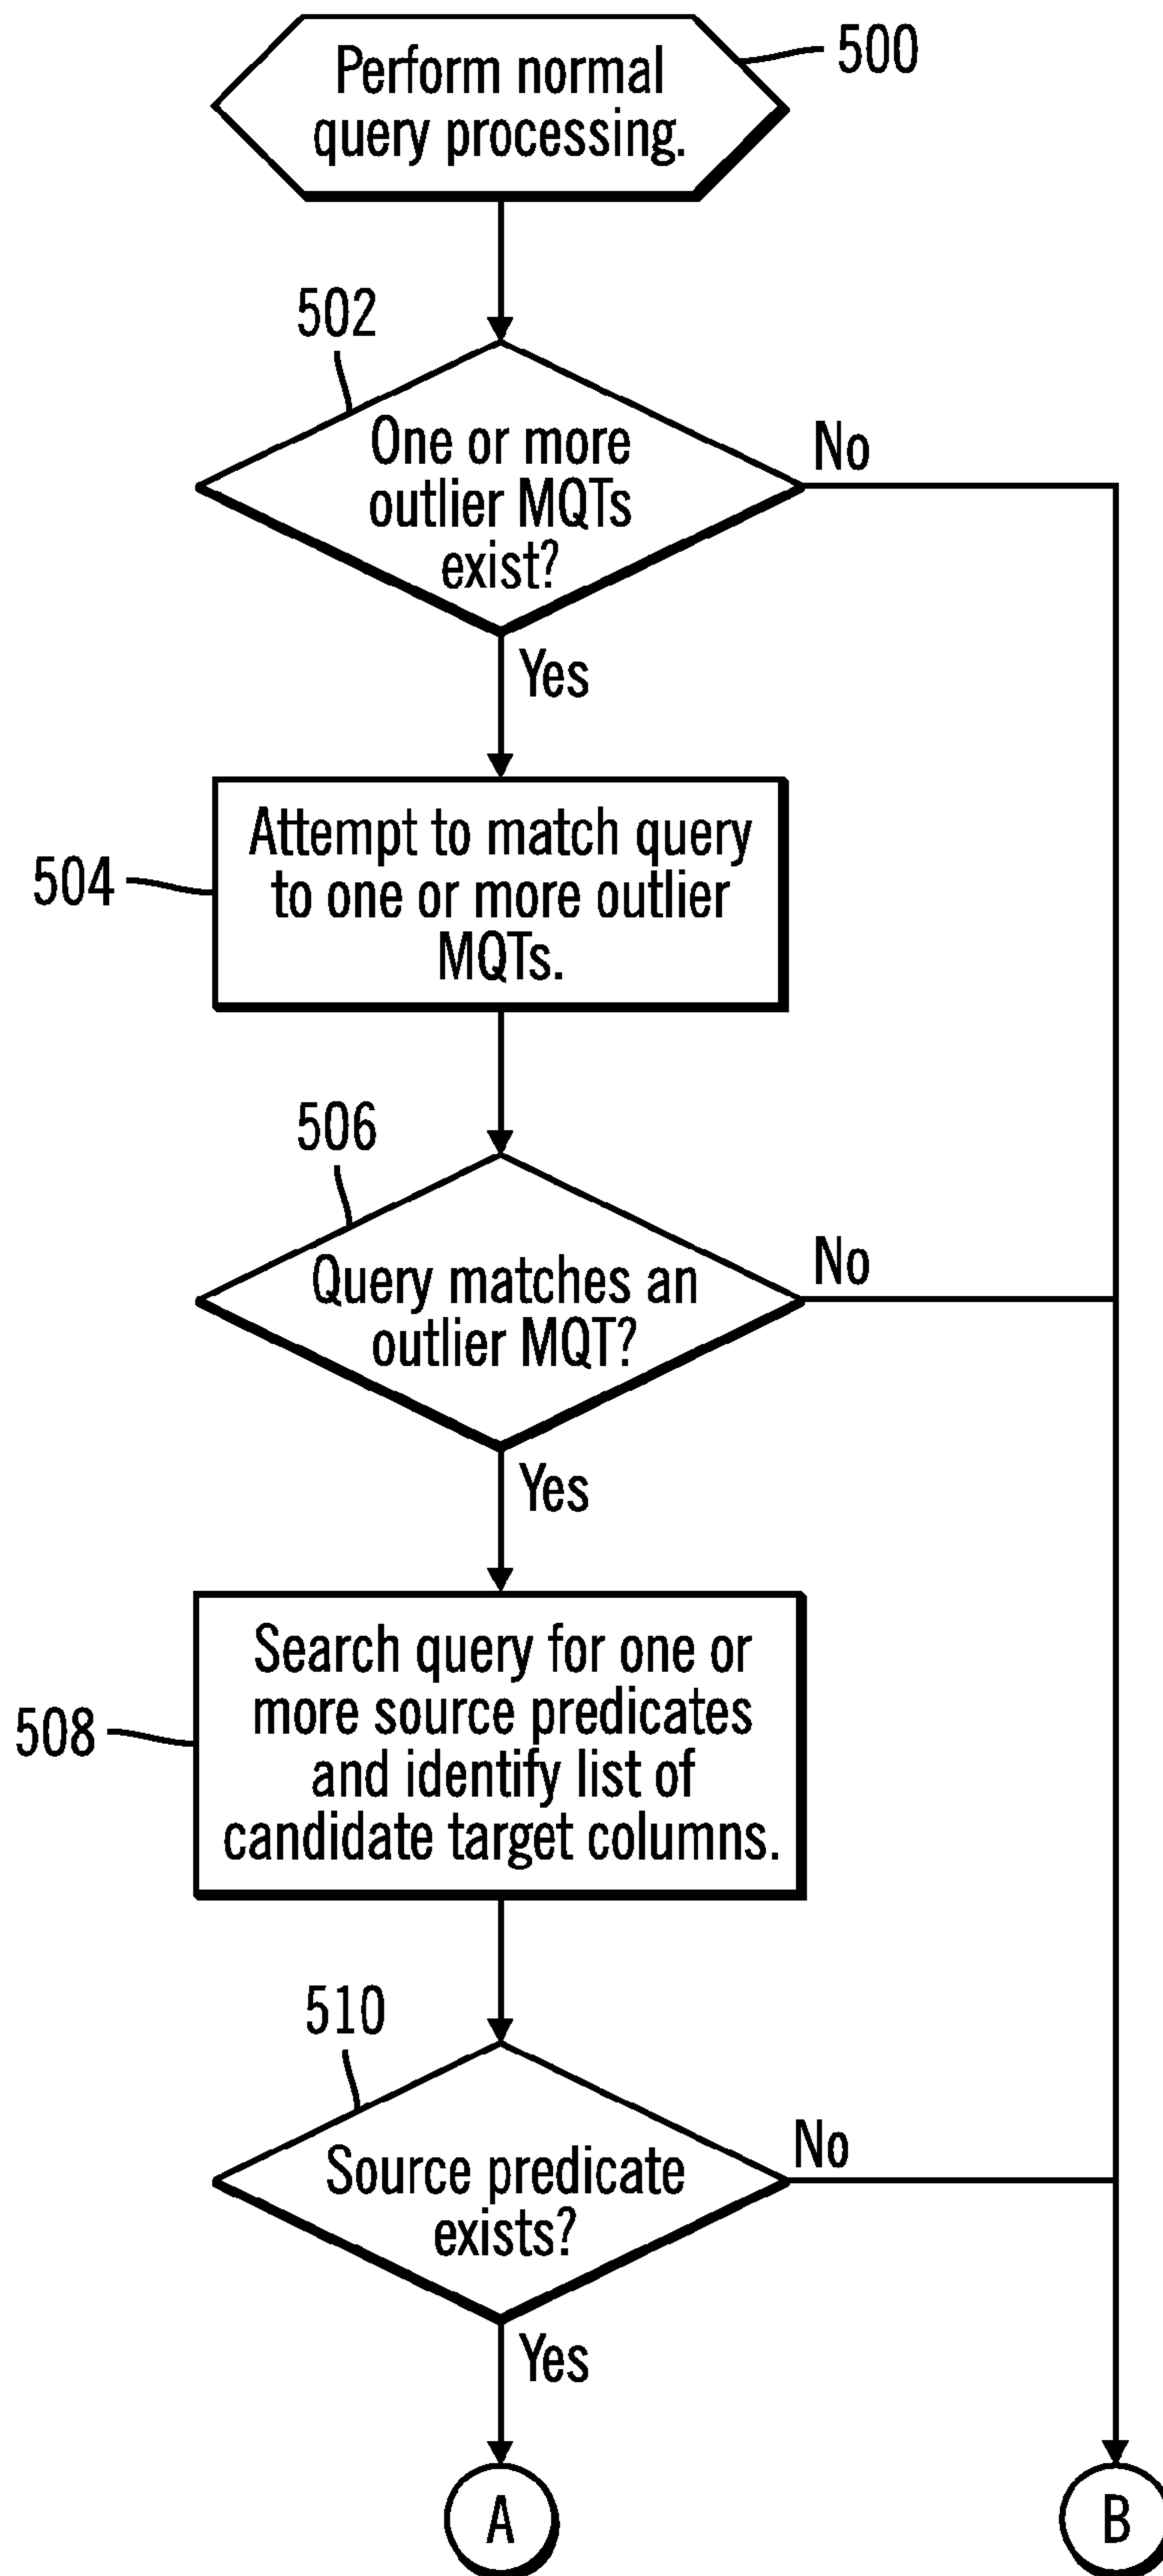 Perform normal
query processing.
500
502
One or more
outlier MQTs
exist?
No
Yes
Attempt to match query
to one or more outlier
MQTs.
504
506
Query matches an
outlier MQT?
No
Yes
Search query for one or
more source predicates
and identify list of
candidate target columns.
508
510
Source predicate
exists?
No
Yes
A
B